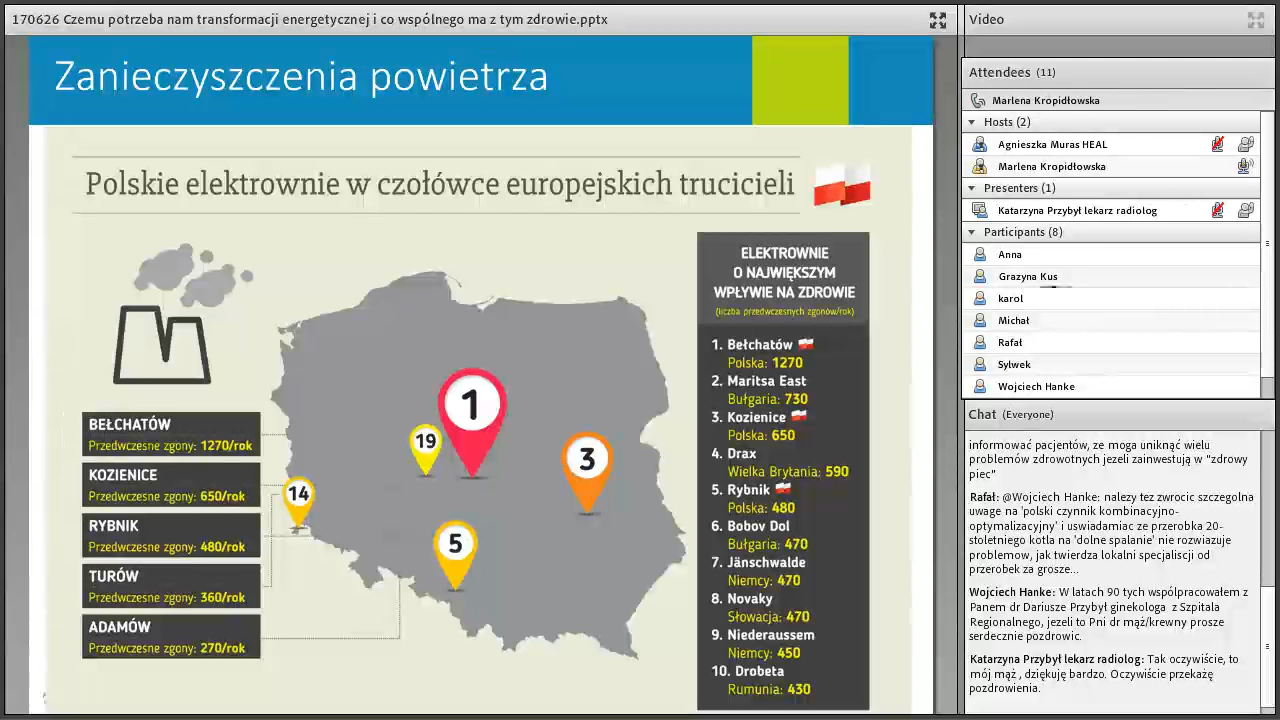 170626 Czemu potrzeba nam transformacji energetycznej i co wspólnego ma z tym zdrowie.pptx
Zanieczyszczenia powietrza
Polskie elektrownie w czołówce europejskich trucicieli
BEŁCHATÓW
Przedwczesne zgony: 1270/rok
KOZIENICE
Przedwczesne zgony: 650/rok
RYBNIK
Przedwczesne zgony: 480/rok
TURÓW
Przedwczesne zgony: 360/rok
ADAMÓW
Przedwczesne zgony: 270/rok
1
19
3
14
5
ELEKTROWNIE
O NAJWIĘKSZYM
WPŁYWIE NA ZDROWIE
(liczba przedwczesnych zgonów/rok)
1. Bełchatów
Polska: 1270
2. Maritsa East
Bułgaria: 730
3. Kozienice
Polska: 650
4. Drax
Wielka Brytania: 590
5. Rybnik
Polska: 480
6. Bobov Dol
Bułgaria: 470
7. Jänschwalde
Niemcy: 470
8. Novaky
Słowacja: 470
9. Niederaussem
Niemcy: 450
10. Drobeta
Rumunia: 430
Video
Attendees (11)
Marlena Kropidłowska
Hosts (2)
Agnieszka Muras HEAL
Marlena Kropidłowska
Presenters (1)
Katarzyna Przybył lekarz radiolog
Participants (8)
Anna
Grazyna Kus
karol
Michał
Rafał
Sylwek
Wojciech Hanke
Chat (Everyone)
informować pacjentów, ze moga uniknąć wielu
problemów zdrowotnych jezeli zainwestują w "zdrowy
piec"
Rafał: @Wojciech Hanke: nalezy tez zwrocic szczegolna
uwage na 'polski czynnik kombinacyjno-
optymalizacyjny' i uswiadamiac ze przerobka 20-
stoletniego kotla na 'dolne spalanie' nie rozwiazuje
problemow, jak twierdza lokalni specjalisci od
przerobek za grosze...
Wojciech Hanke: W latach 90 tych wspólpracowałem z
Panem dr Dariusze Przybył ginekologa z Szpitala
Regionalnego, jezeli to Pni dr mąż/krewny prosze
serdecznie pozdrowic.
Katarzyna Przybył lekarz radiolog: Tak oczywiście, to
mój mąż , dziękuję bardzo. Oczywiście przekażę
pozdrowienia.